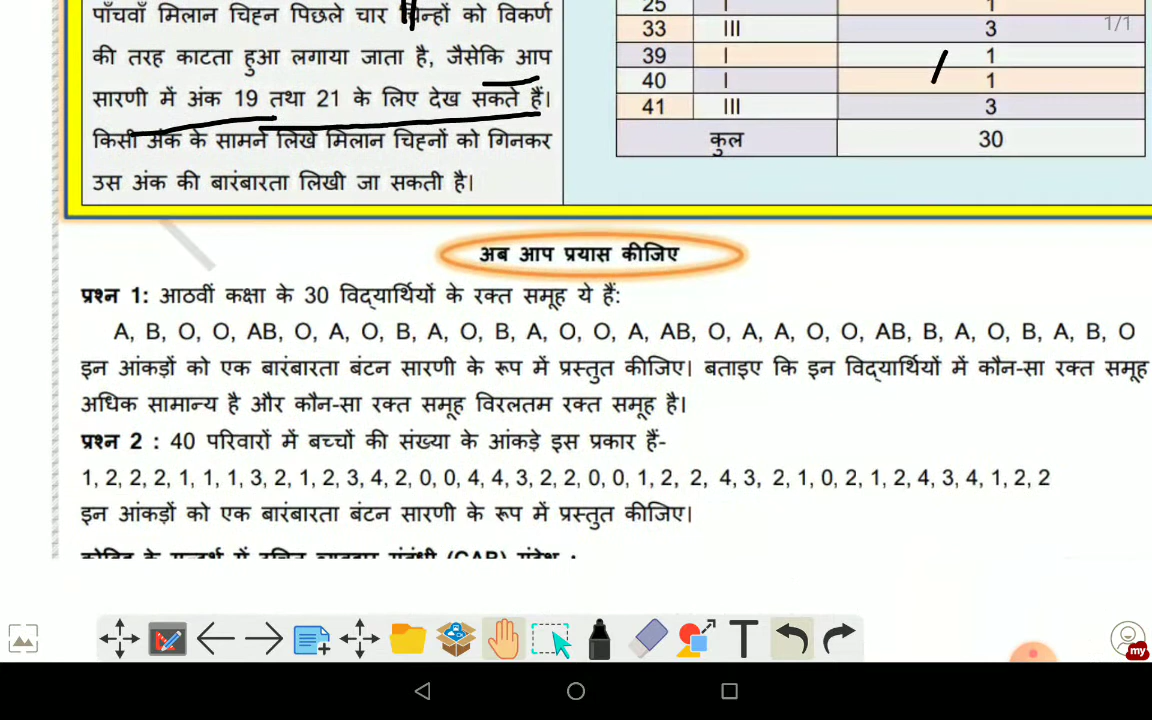 पाँचवाँ मिलान चिह्न पिछले चार चिन्हों को विकर्ण
की तरह काटता हुआ लगाया जाता है, जैसेकि आप
सारणी में अंक 19 तथा 21 के लिए देख सकते हैं।
किसी अंक के सामने लिखे मिलान चिह्नों को गिनकर
उस अंक की बारंबारता लिखी जा सकती है।
25 I 1
33 III 3
39 I 1
40 I 1
41 III 3
कुल 30
1/1
अब आप प्रयास कीजिए
प्रश्न 1: आठवीं कक्षा के 30 विद्यार्थियों के रक्त समूह ये हैं:
A, B, O, O, AB, O, A, O, B, A, O, B, A, O, O, A, AB, O, A, A, O, O, AB, B, A, O, B, A, B, O
इन आंकड़ों को एक बारंबारता बंटन सारणी के रूप में प्रस्तुत कीजिए। बताइए कि इन विद्यार्थियों में कौन-सा रक्त समूह
अधिक सामान्य है और कौन-सा रक्त समूह विरलतम रक्त समूह है।
प्रश्न 2 : 40 परिवारों में बच्चों की संख्या के आंकड़े इस प्रकार हैं-
1, 2, 2, 2, 1, 1, 1, 3, 2, 1, 2, 3, 4, 2, 0, 0, 4, 4, 3, 2, 2, 0, 0, 1, 2, 2, 4, 3, 2, 1, 0, 2, 1, 2, 4, 3, 4, 1, 2, 2
इन आंकड़ों को एक बारंबारता बंटन सारणी के रूप में प्रस्तुत कीजिए।
my